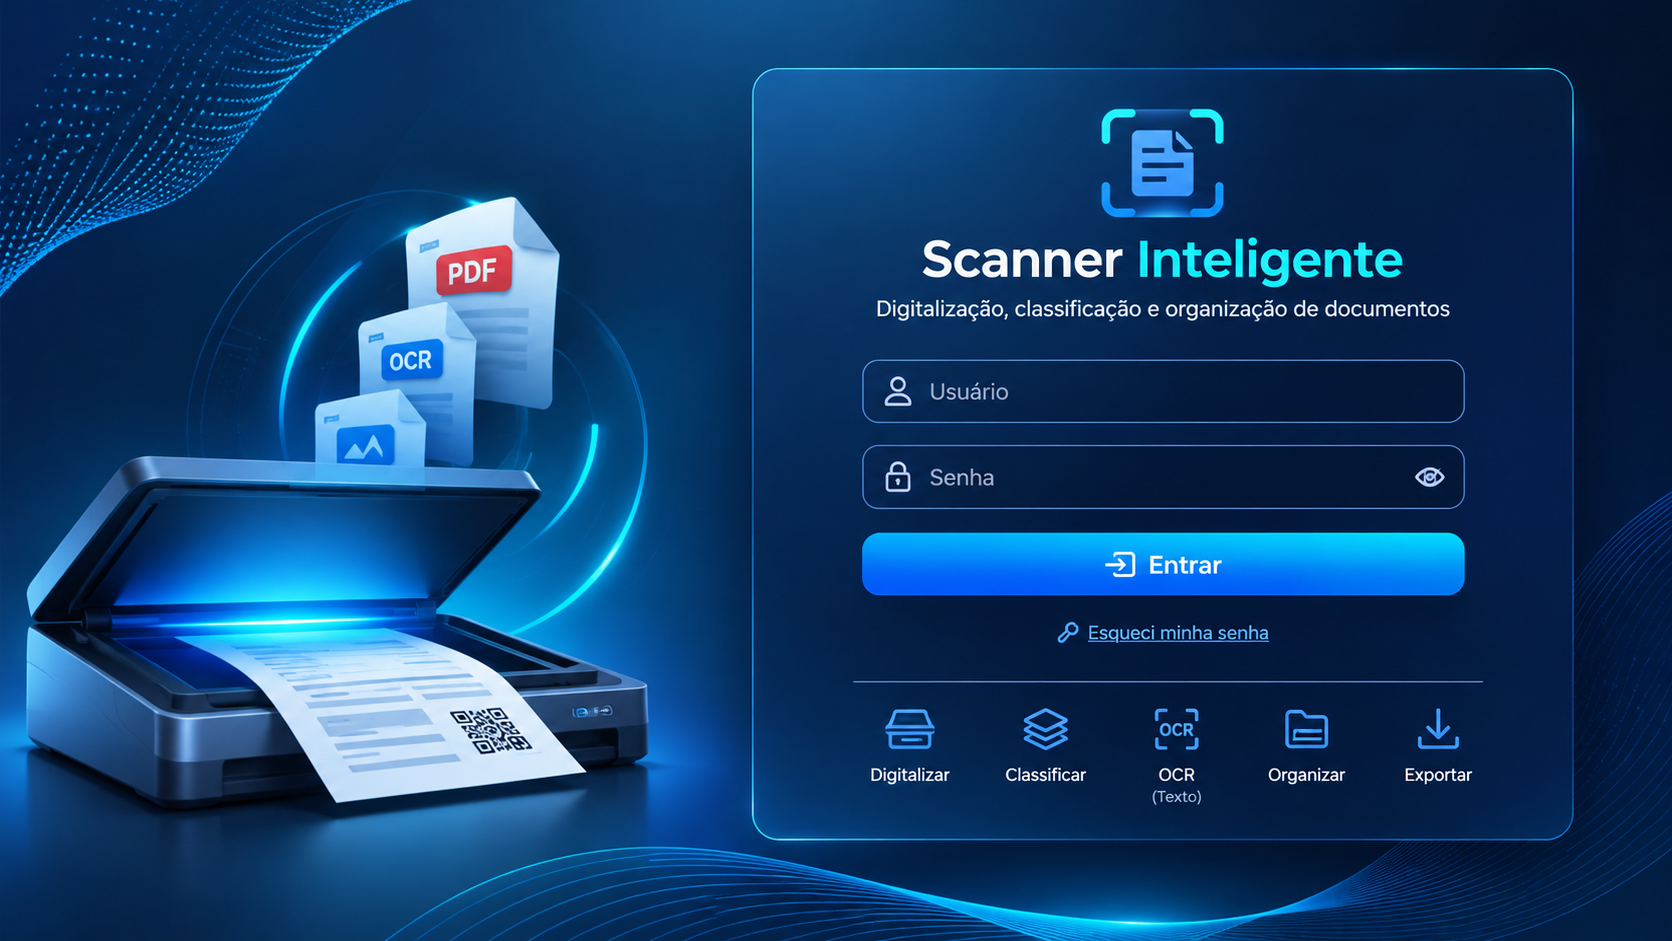 PDF
OCR
Scanner Inteligente
Digitalização, classificação e organização de documentos
Usuário
Senha
Entrar
Esqueci minha senha
OCR
Digitalizar
Classificar
OCR
Organizar
Exportar
(Texto)